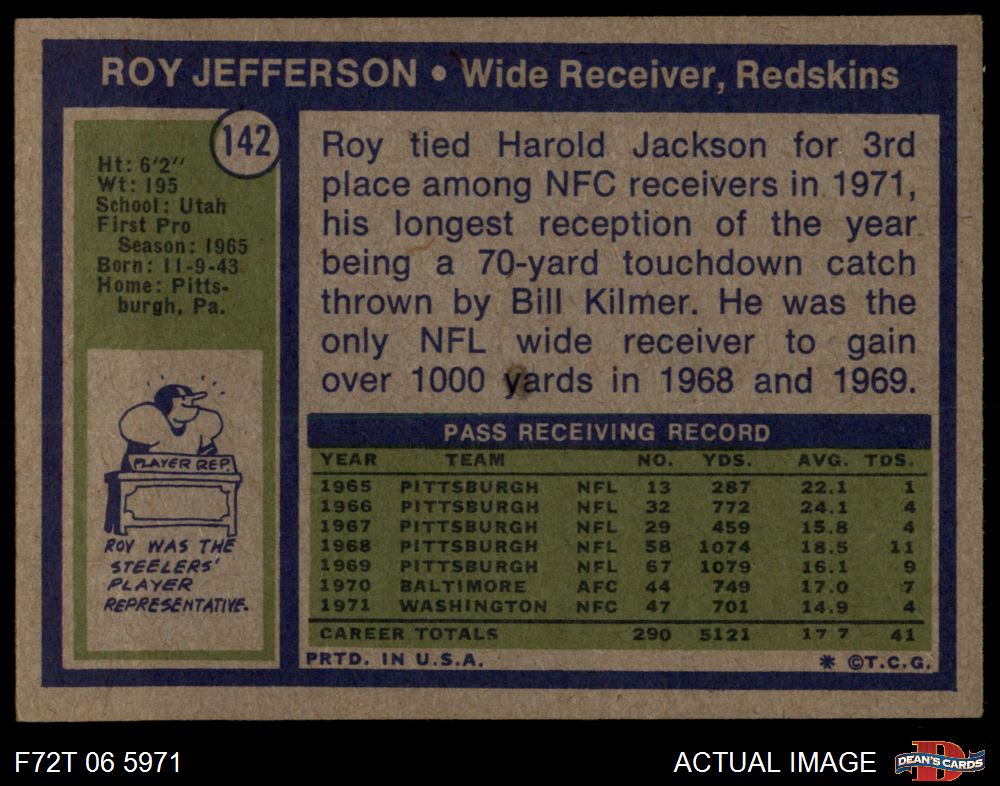 ROY JEFFERSON • Wide Receiver, Redskins
142
Ht: 6'2''
Wt: 195
School: Utah
First Pro
Season: 1965
Born: 11-9-43
Home: Pitts-
burgh, Pa.
PLAYER REP.
ROY WAS THE
STEELERS'
PLAYER
REPRESENTATIVE.
Roy tied Harold Jackson for 3rd
place among NFC receivers in 1971,
his longest reception of the year
being a 70-yard touchdown catch
thrown by Bill Kilmer. He was the
only NFL wide receiver to gain
over 1000 yards in 1968 and 1969.
PASS RECEIVING RECORD
YEAR TEAM NO. YDS. AVG. TDS.
1965 PITTSBURGH NFL 13 287 22.1 1
1966 PITTSBURGH NFL 32 772 24.1 4
1967 PITTSBURGH NFL 29 459 15.8 4
1968 PITTSBURGH NFL 58 1074 18.5 11
1969 PITTSBURGH NFL 67 1079 16.1 9
1970 BALTIMORE AFC 44 749 17.0 7
1971 WASHINGTON NFC 47 701 14.9 4
CAREER TOTALS 290 5121 17 7 41
PRTD. IN U.S.A. * ©T.C.G.
F72T 06 5971
ACTUAL IMAGE
D
DEAN'S CARDS